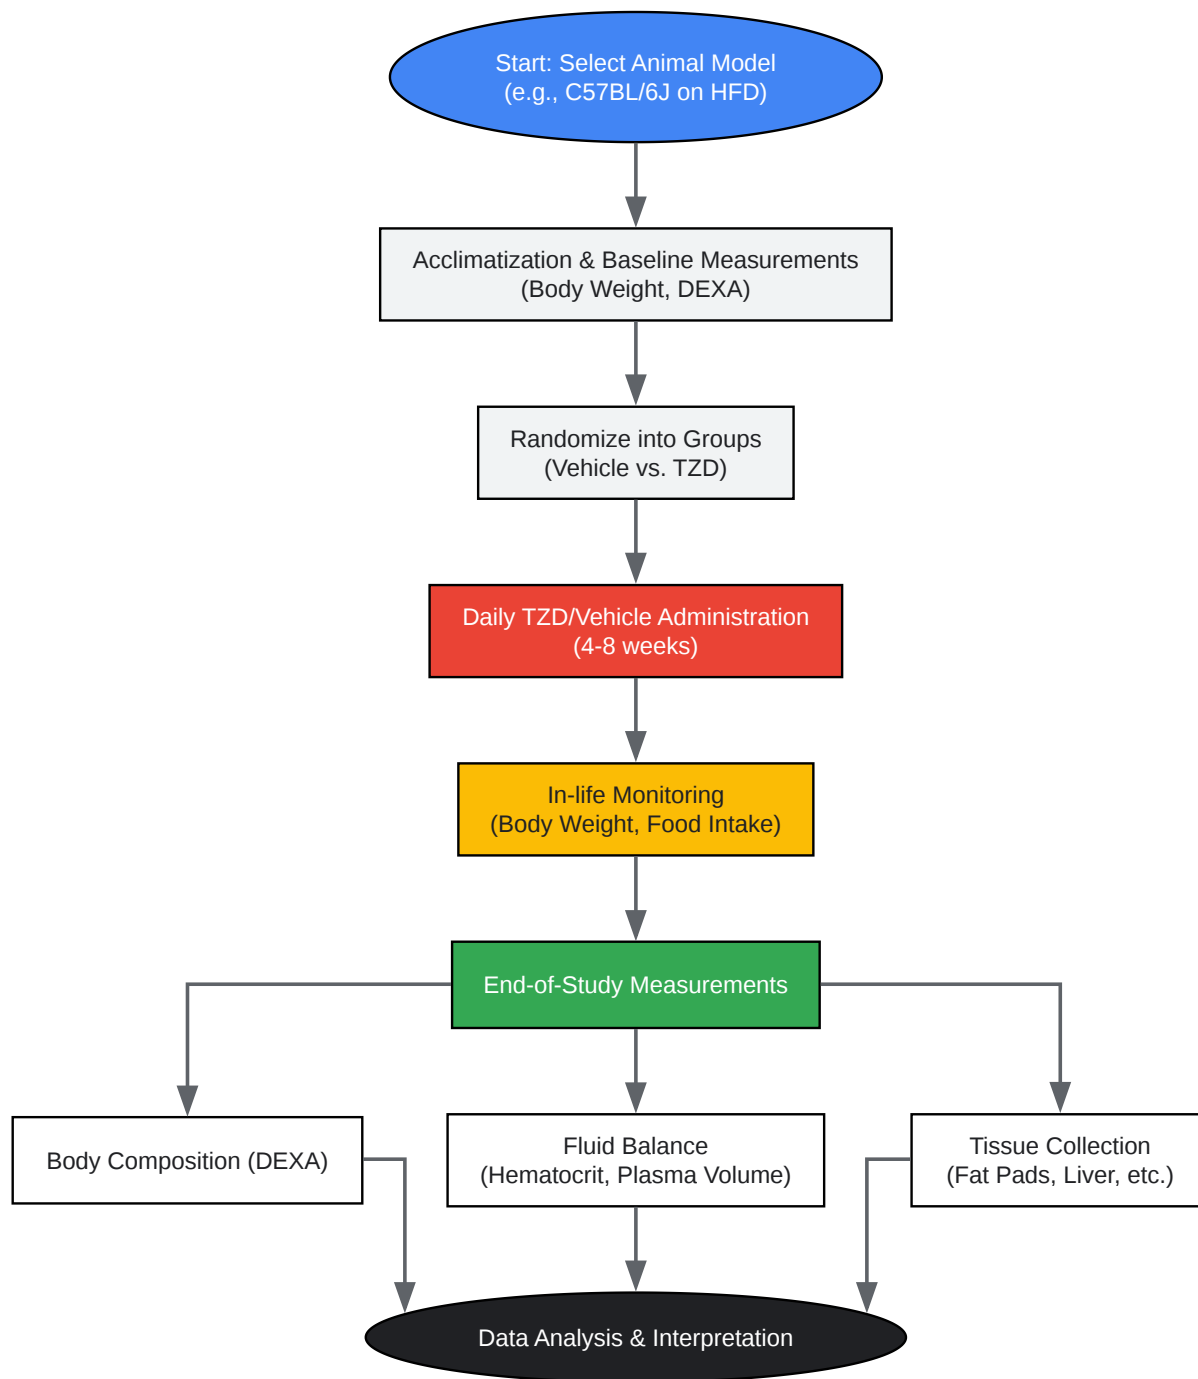 Start: Select Animal Model
(e.g., C57BL/6J on HFD)
Acclimatization & Baseline Measurements
(Body Weight, DEXA)
Randomize into Groups
(Vehicle vs. TZD)
Daily TZD/Vehicle Administration
(4-8 weeks)
In-life Monitoring
(Body Weight, Food Intake)
End-of-Study Measurements
Body Composition (DEXA)
Fluid Balance
(Hematocrit, Plasma Volume)
Tissue Collection
(Fat Pads, Liver, etc.)
Data Analysis & Interpretation